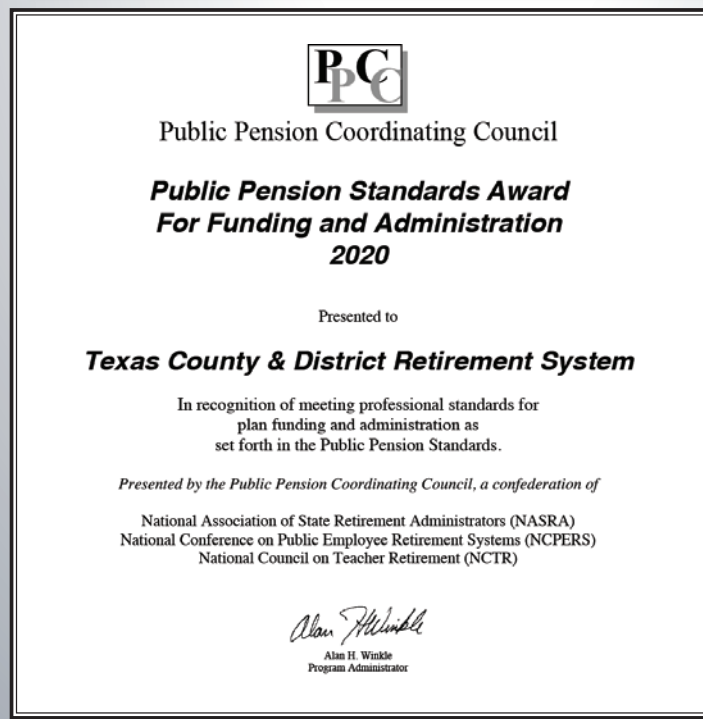 PPCC
Public Pension Coordinating Council
Public Pension Standards Award
For Funding and Administration
2020
Presented to
Texas County & District Retirement System
In recognition of meeting professional standards for
plan funding and administration as
set forth in the Public Pension Standards.
Presented by the Public Pension Coordinating Council, a confederation of
National Association of State Retirement Administrators (NASRA)
National Conference on Public Employee Retirement Systems (NCPERS)
National Council on Teacher Retirement (NCTR)
Alan H Winkle
Alan H. Winkle
Program Administrator